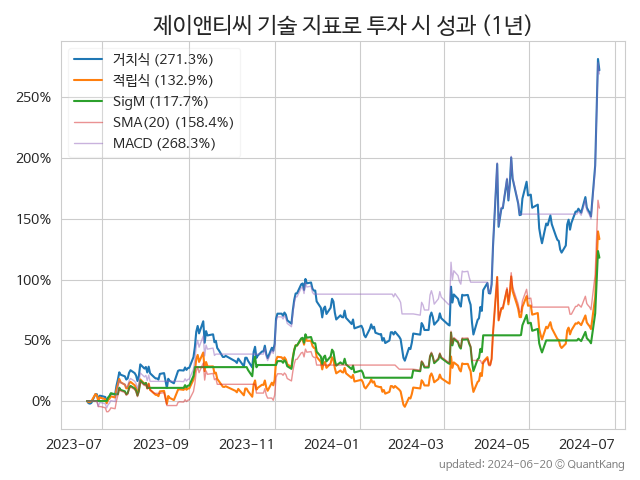 제이앤티씨 기술 지표로 투자 시 성과 (1년)
거치식 (271.3%)
적립식 (132.9%)
SigM (117.7%)
SMA(20) (158.4%)
MACD (268.3%)
250%
200%
150%
100%
50%
0%
2023-07 2023-09 2023-11 2024-01 2024-03 2024-05 2024-07
updated: 2024-06-20 © QuantKang